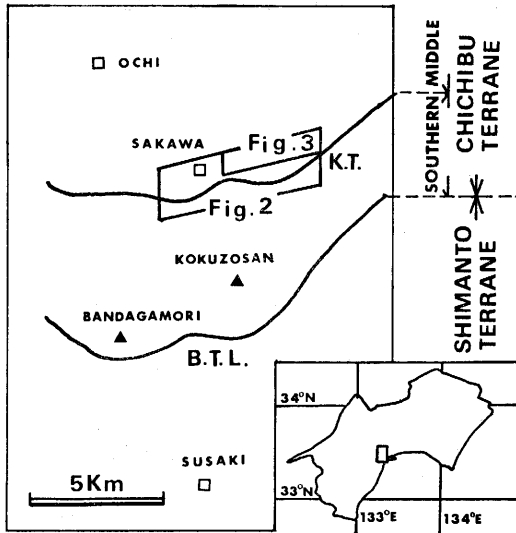 OCHI
SAKAWA
Fig.3
K.T.
Fig.2
KOKUZOSAN
BANDAGAMORI
B.T.L.
SUSAKI
5Km
SOUTHERN MIDDLE
CHICHIBU
TERRANE
SHIMANTO
TERRANE
34°N
33°N
133°E
134°E